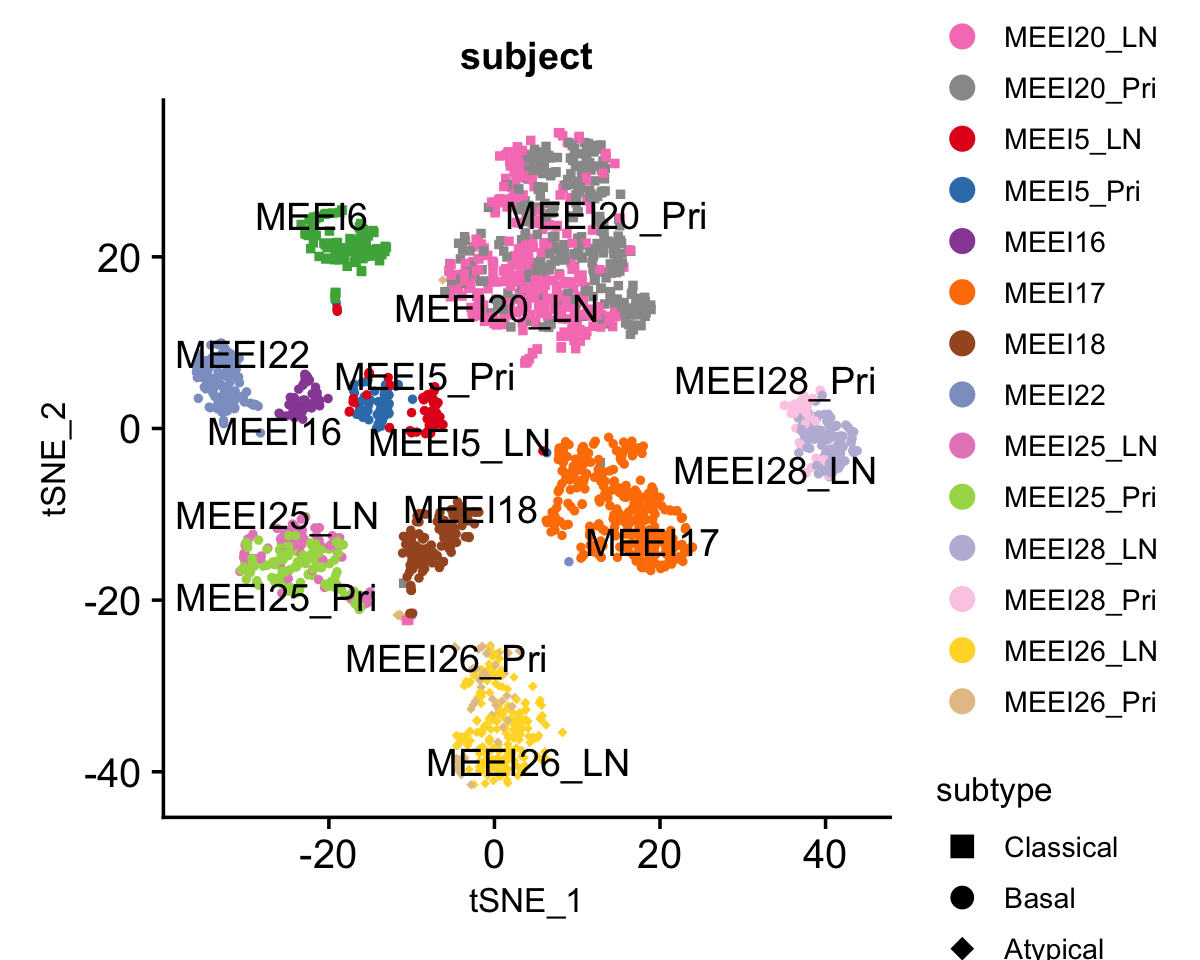 subject
MEEI6
MEEI20_Pri
MEEI20_LN
MEEI22
MEEI5_Pri
MEEI28_Pri
MEEI16
MEEI5_LN
MEEI28_LN
MEEI25_LN
MEEI18
MEEI17
MEEI25_Pri
MEEI26_Pri
MEEI26_LN
20
0
-20
-40
tSNE_2
-20 0 20 40
tSNE_1
MEEI20_LN
MEEI20_Pri
MEEI5_LN
MEEI5_Pri
MEEI16
MEEI17
MEEI18
MEEI22
MEEI25_LN
MEEI25_Pri
MEEI28_LN
MEEI28_Pri
MEEI26_LN
MEEI26_Pri
subtype
Classical
Basal
Atypical